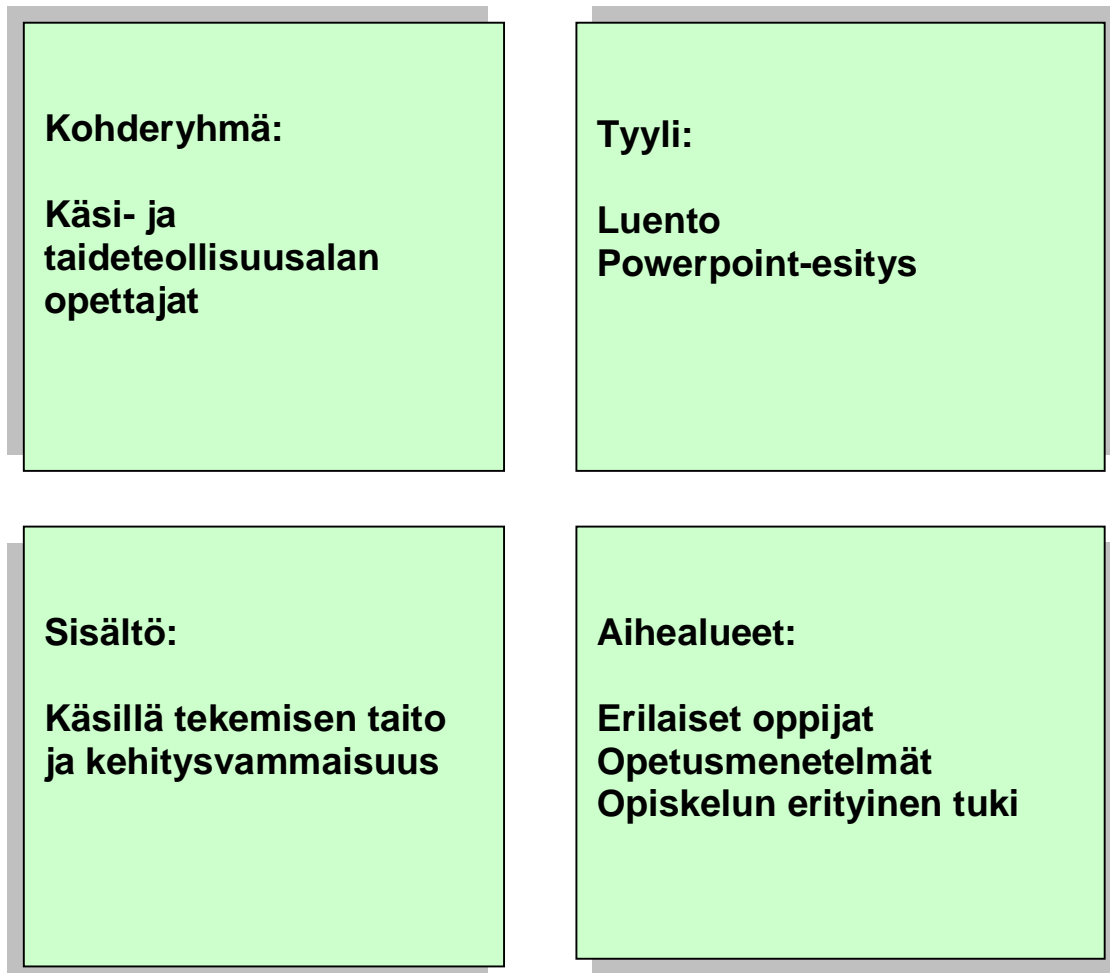 Kohderyhmä:
Käsi- ja
taideteollisuusalan
opettajat
Tyyli:
Luento
Powerpoint-esitys
Sisältö:
Käsillä tekemisen taito
ja kehitysvammaisuus
Aihealueet:
Erilaiset oppijat
Opetusmenetelmät
Opiskelun erityinen tuki